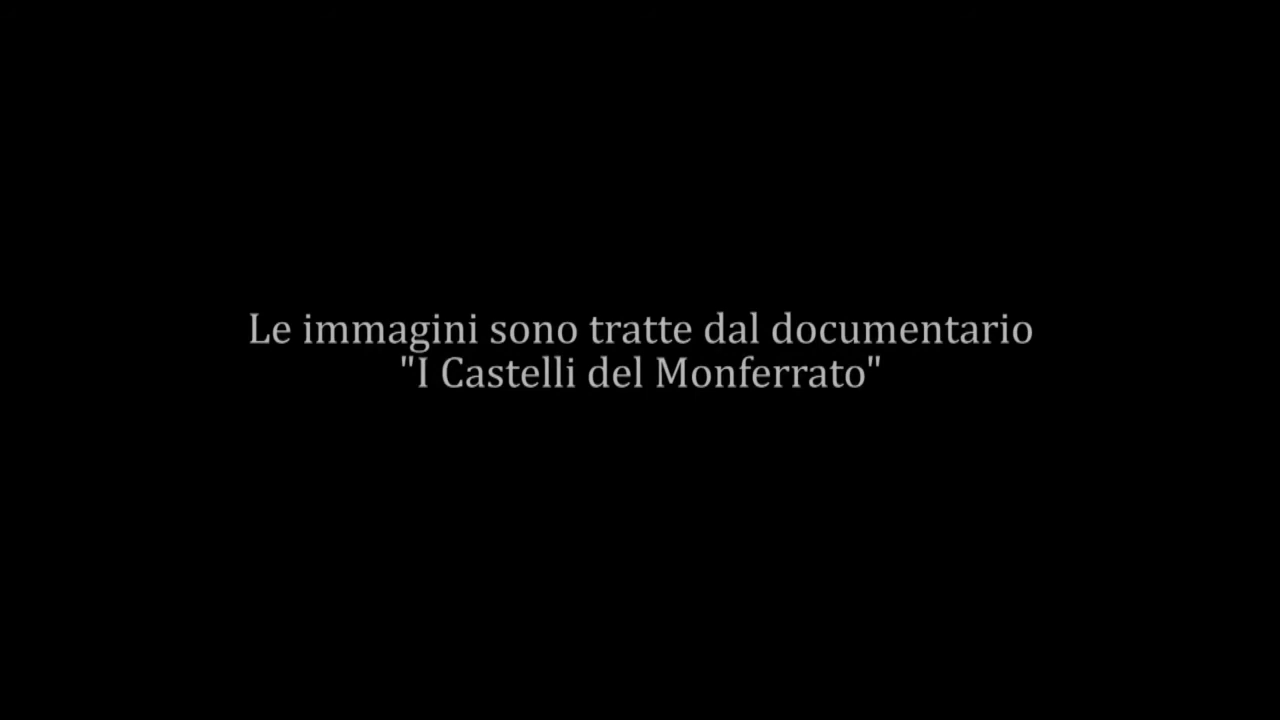 Le immagini sono tratte dal documentario
"I Castelli del Monferrato"